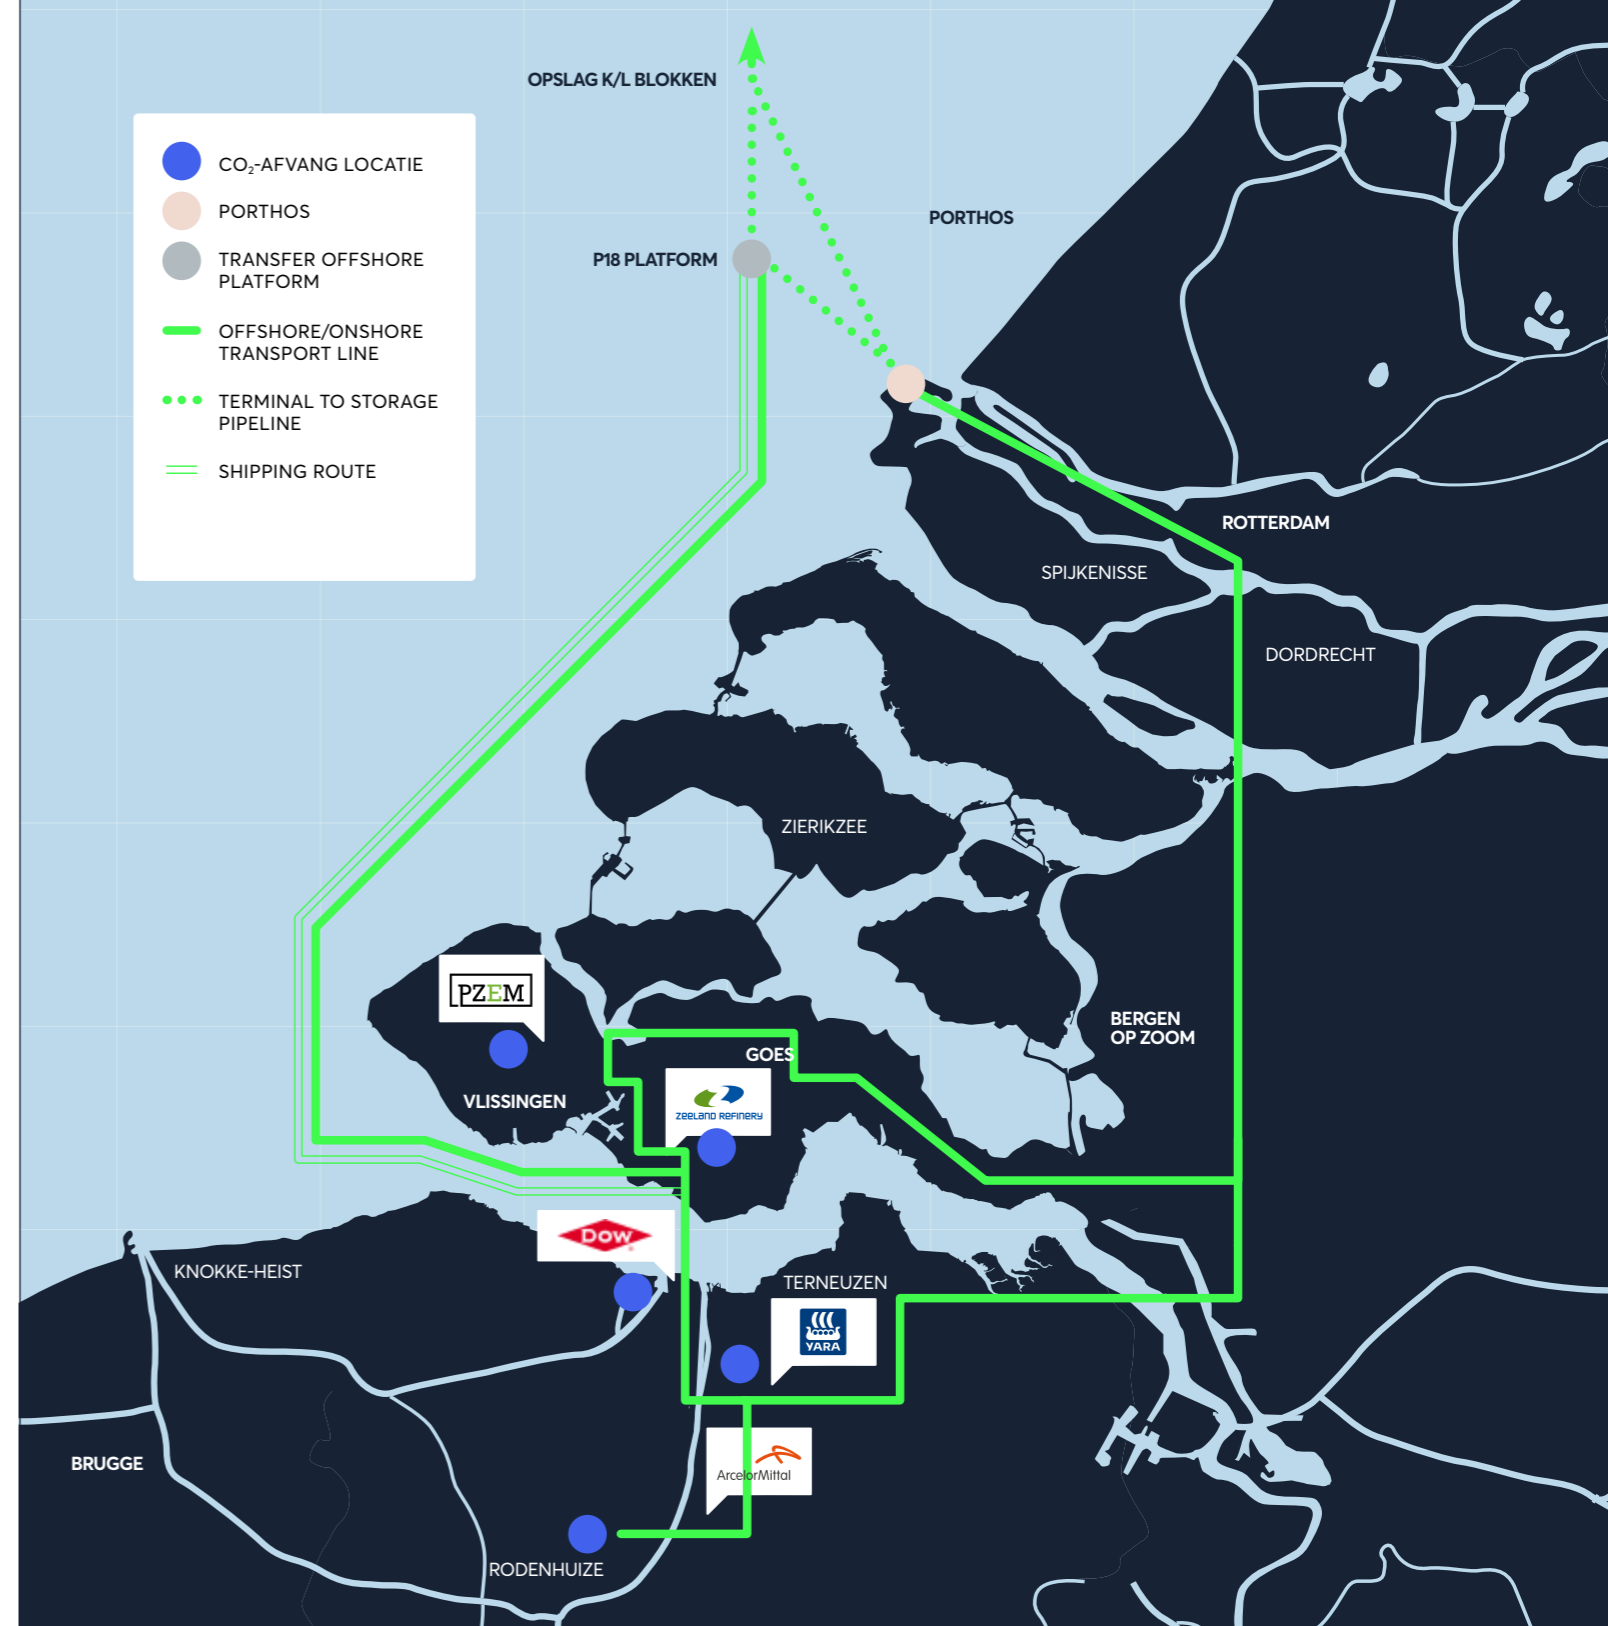 OPSLAG K/L BLOKKEN
CO₂-AFVANG LOCATIE
PORTHOS
TRANSFER OFFSHORE
PLATFORM
OFFSHORE/ONSHORE
TRANSPORT LINE
TERMINAL TO STORAGE
PIPELINE
SHIPPING ROUTE
PORTHOS
P18 PLATFORM
ROTTERDAM
SPIJKENISSE
DORDRECHT
ZIERIKZEE
PZEM
BERGEN
OP ZOOM
GOES
VLISSINGEN
ZEELAND REFINERY
DOW
KNOKKE-HEIST
TERNEUZEN
YARA
BRUGGE
ArcelorMittal
RODENHUIZE